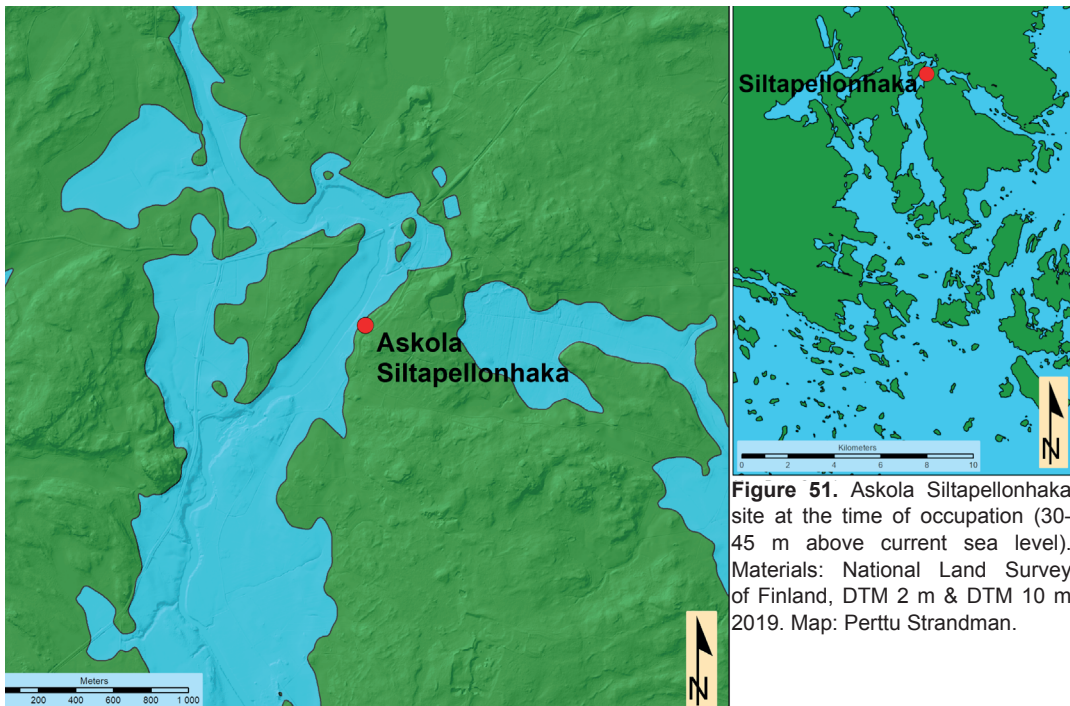 Askola
Siltapellonhaka
Meters
200 400 600 800 1 000
N
Siltapellonhaka
Kilometers
0 2 4 6 8 10
N
Figure 51. Askola Siltapellonhaka
site at the time of occupation (30-
45 m above current sea level).
Materials: National Land Survey
of Finland, DTM 2 m & DTM 10 m
2019. Map: Perttu Strandman.